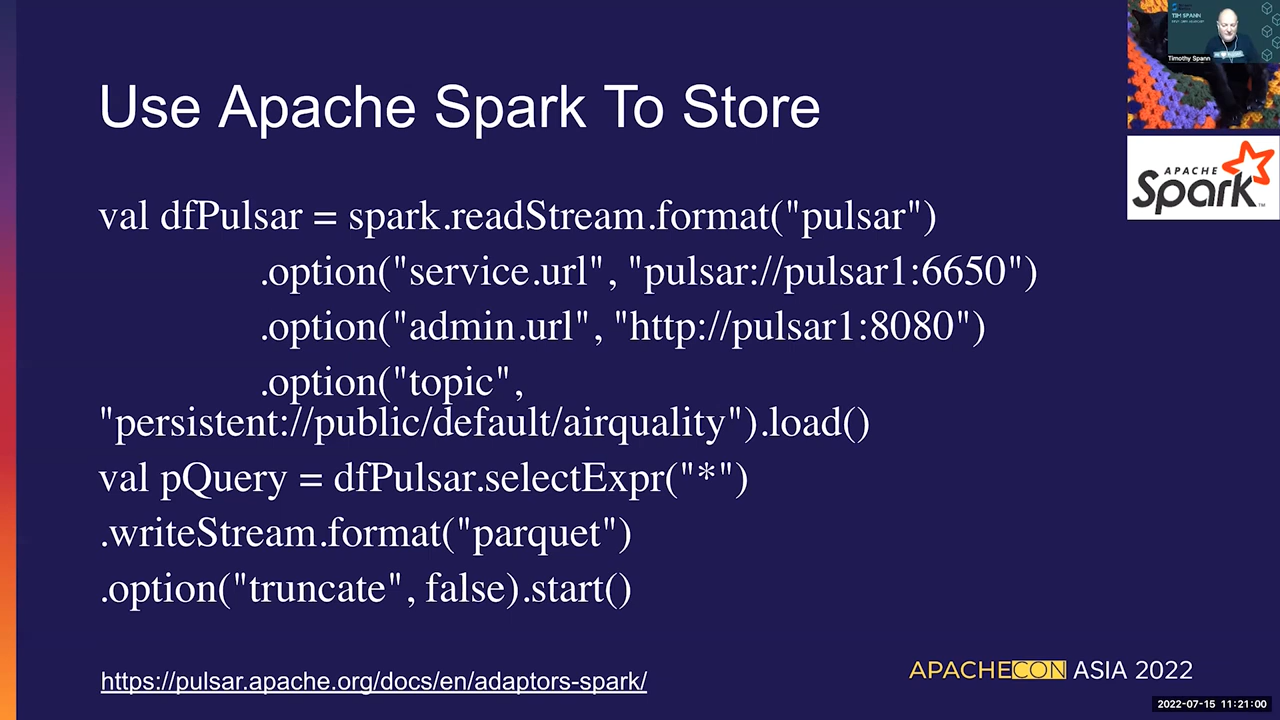 Use Apache Spark To Store
val dfPulsar = spark.readStream.format("pulsar")
.option("service.url", "pulsar://pulsar1:6650")
.option("admin.url", "http://pulsar1:8080")
.option("topic",
"persistent://public/default/airquality").load()
val pQuery = dfPulsar.selectExpr("*")
.writeStream.format("parquet")
.option("truncate", false).start()
https://pulsar.apache.org/docs/en/adaptors-spark/
TIM SPANN
Timothy Spann
APACHE
Spark
TM
APACHECON ASIA 2022
2022-07-15 11:21:00